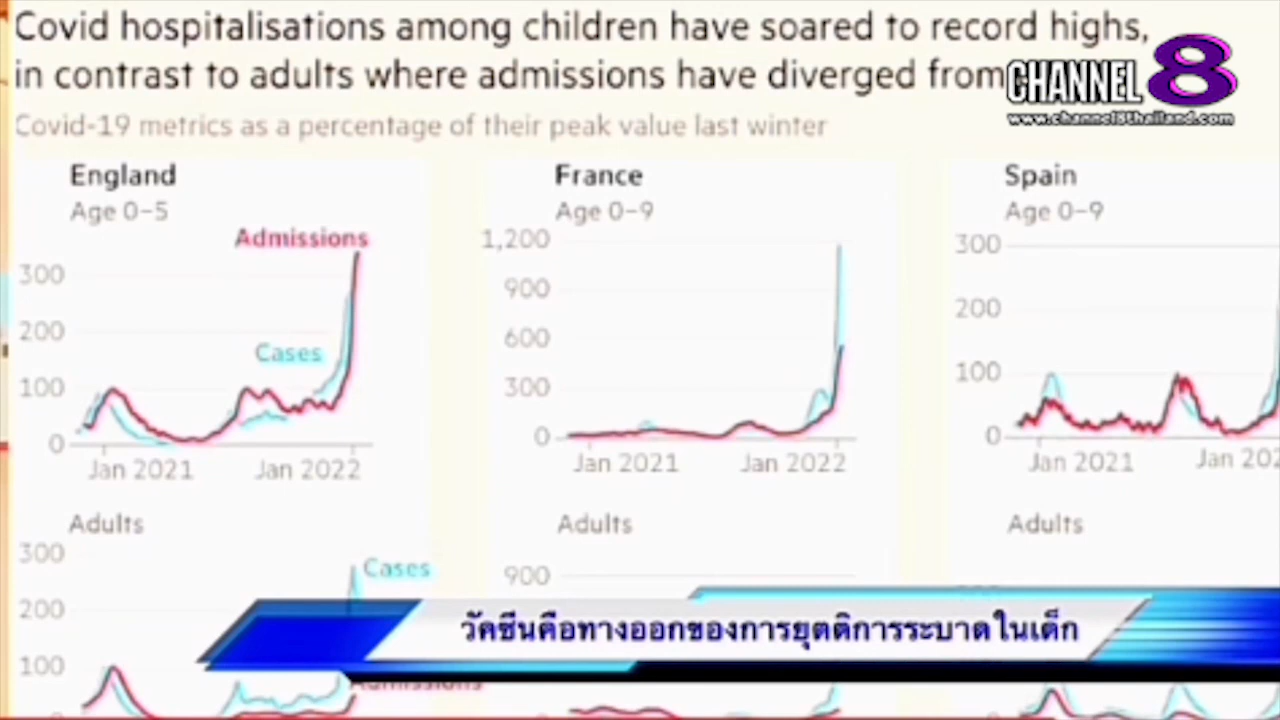 Covid hospitalisations among children have soared to record highs,
in contrast to adults where admissions have diverged from
CHANNEL 8
www.channel8thailand.com
Covid-19 metrics as a percentage of their peak value last winter
England
Age 0–5
Admissions
300
200
Cases
100
0
Jan 2021
Jan 2022
France
Age 0–9
1,200
900
600
300
0
Jan 2021
Jan 2022
Spain
Age 0–9
300
200
100
0
Jan 2021
Jan 202
Adults
300
Cases
200
100
Admissions
Adults
900
Adults
วัคซีนคือทางออกของการยุตติการระบาดในเด็ก